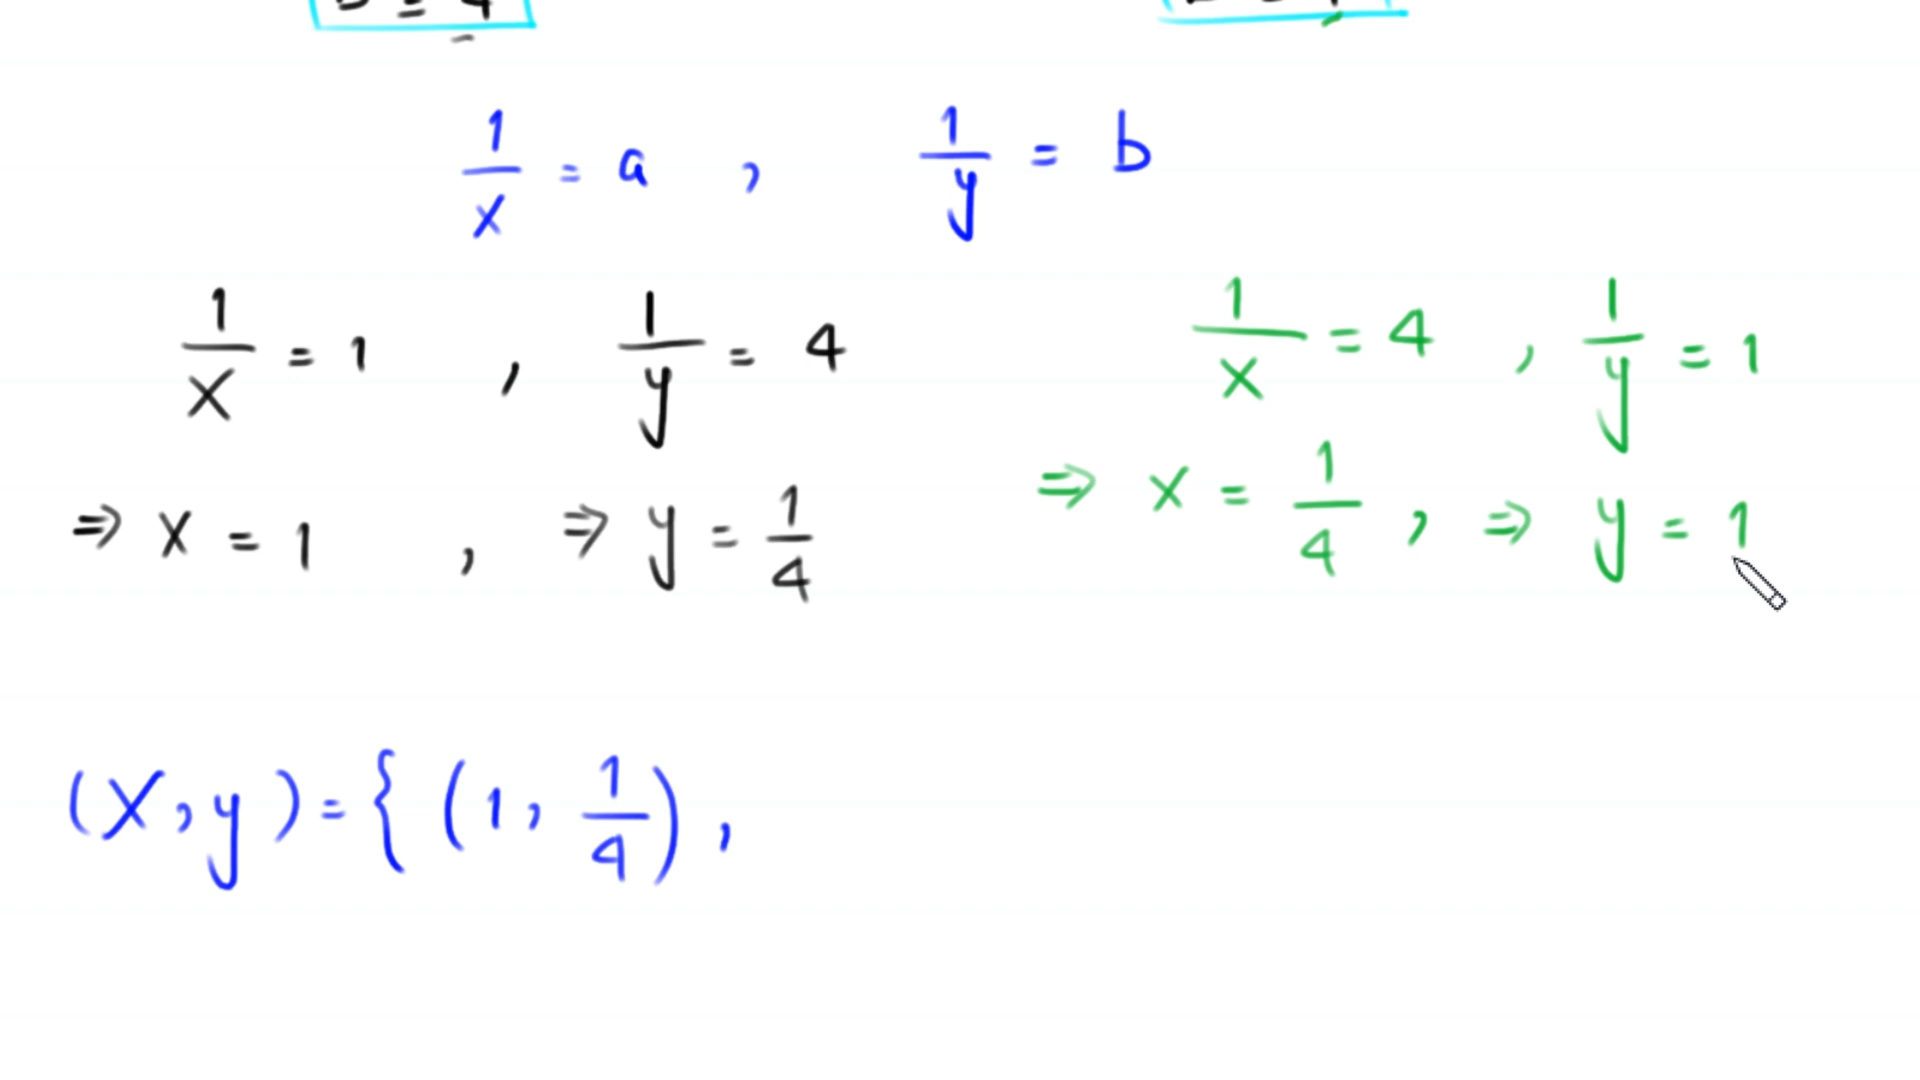 1/x = a , 1/y = b
1/x = 1 , 1/y = 4
⇒ x = 1 , ⇒ y = 1/4
1/x = 4 , 1/y = 1
⇒ x = 1/4 , ⇒ y = 1
(x, y) = { (1, 1/4) ,